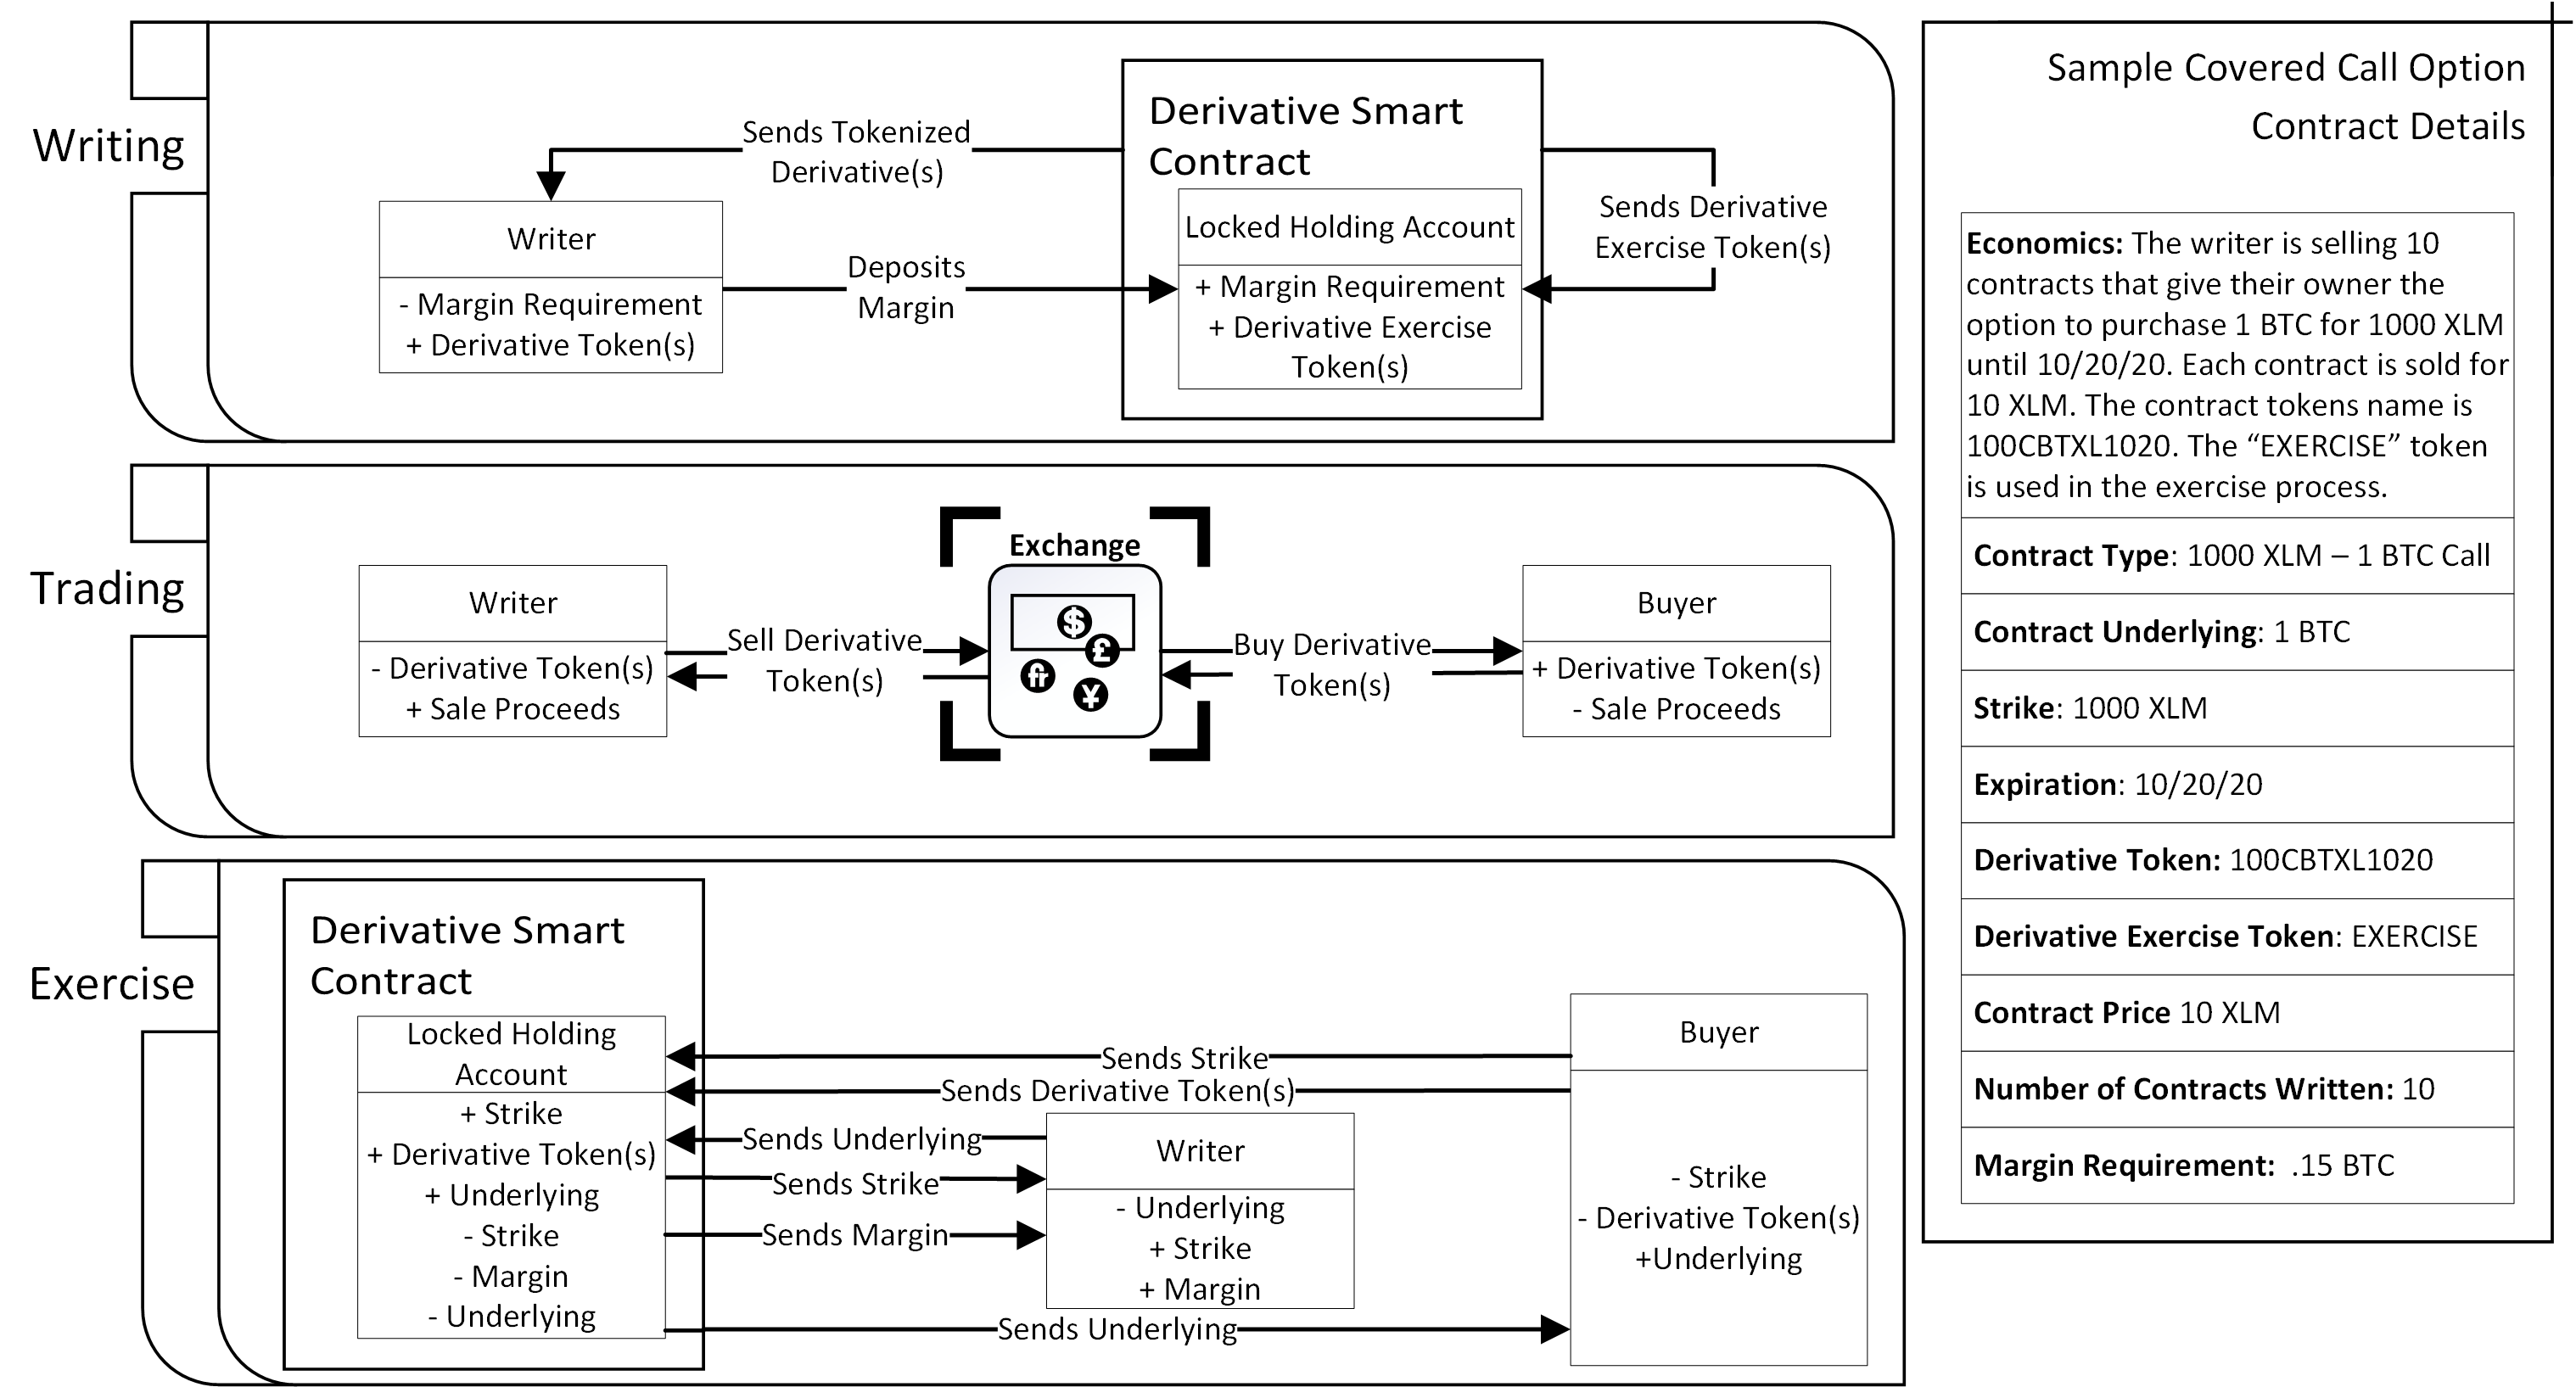 Writing
Sends Tokenized
Derivative(s)
Writer
- Margin Requirement
+ Derivative Token(s)
Deposits
Margin
Derivative Smart
Contract
Locked Holding Account
+ Margin Requirement
+ Derivative Exercise
Token(s)
Sends Derivative
Exercise Token(s)
Trading
Writer
- Derivative Token(s)
+ Sale Proceeds
Sell Derivative
Token(s)
Exchange
$
£
fr
¥
Buy Derivative
Token(s)
Buyer
+ Derivative Token(s)
- Sale Proceeds
Exercise
Derivative Smart
Contract
Locked Holding
Account
+ Strike
+ Derivative Token(s)
+ Underlying
- Strike
- Margin
- Underlying
Sends Strike
Sends Derivative Token(s)
Sends Underlying
Sends Strike
Sends Margin
Sends Underlying
Writer
- Underlying
+ Strike
+ Margin
Buyer
- Strike
- Derivative Token(s)
+Underlying
Sample Covered Call Option
Contract Details
Economics: The writer is selling 10
contracts that give their owner the
option to purchase 1 BTC for 1000 XLM
until 10/20/20. Each contract is sold for
10 XLM. The contract tokens name is
100CBTXL1020. The “EXERCISE” token
is used in the exercise process.
Contract Type: 1000 XLM – 1 BTC Call
Contract Underlying: 1 BTC
Strike: 1000 XLM
Expiration: 10/20/20
Derivative Token: 100CBTXL1020
Derivative Exercise Token: EXERCISE
Contract Price 10 XLM
Number of Contracts Written: 10
Margin Requirement:  .15 BTC